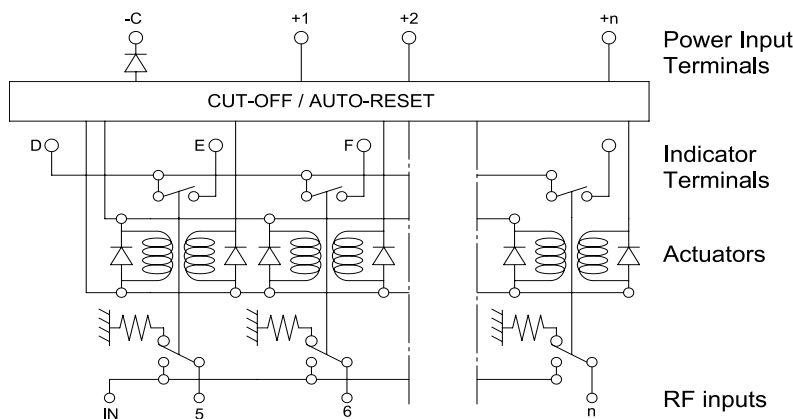 -C +1 +2 +n
Power Input
Terminals
CUT-OFF / AUTO-RESET
D E F
Indicator
Terminals
Actuators
IN 5 6 n
RF inputs